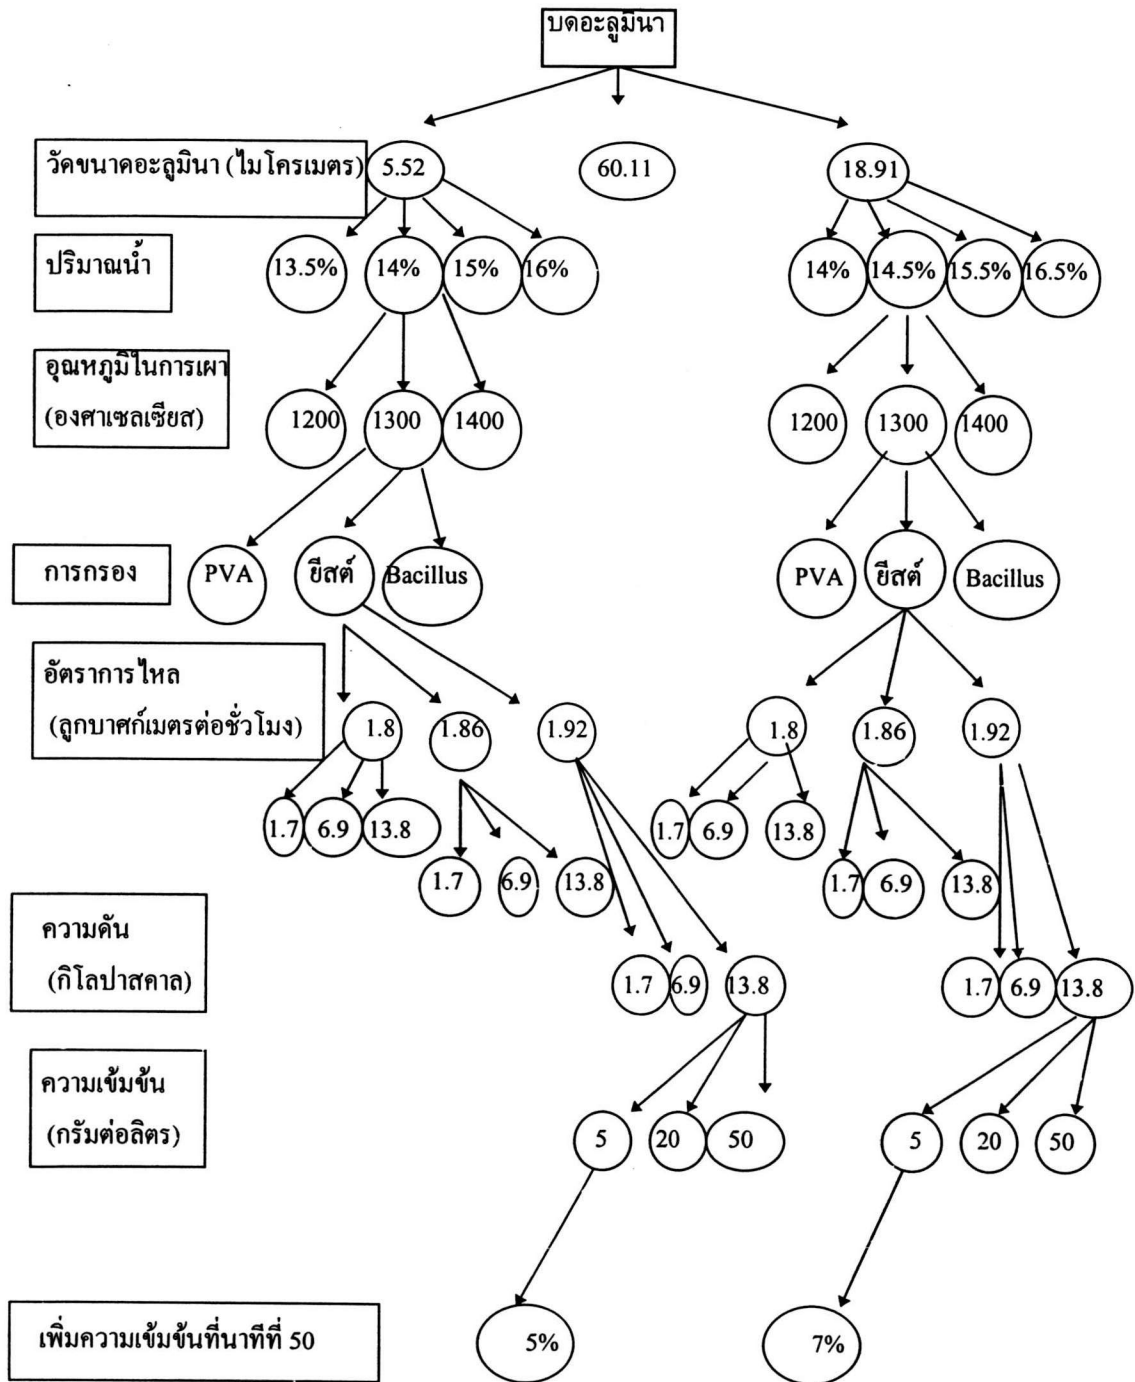 บดอะลูมินา
วัดขนาดอะลูมินา (ไมโครเมตร) 5.52 60.11 18.91
ปริมาณน้ำ 13.5% 14% 15% 16% 14% 14.5% 15.5% 16.5%
อุณหภูมิในการเผา
(องศาเซลเซียส) 1200 1300 1400 1200 1300 1400
การกรอง PVA ยีสต์ Bacillus PVA ยีสต์ Bacillus
อัตราการไหล
(ลูกบาศก์เมตรต่อชั่วโมง) 1.8 1.86 1.92 1.8 1.86 1.92
1.7 6.9 13.8 1.7 6.9 13.8
1.7 6.9 13.8 1.7 6.9 13.8
ความดัน
(กิโลปาสคาล) 1.7 6.9 13.8 1.7 6.9 13.8
ความเข้มข้น
(กรัมต่อลิตร) 5 20 50 5 20 50
เพิ่มความเข้มข้นที่นาทีที่ 50 5% 7%